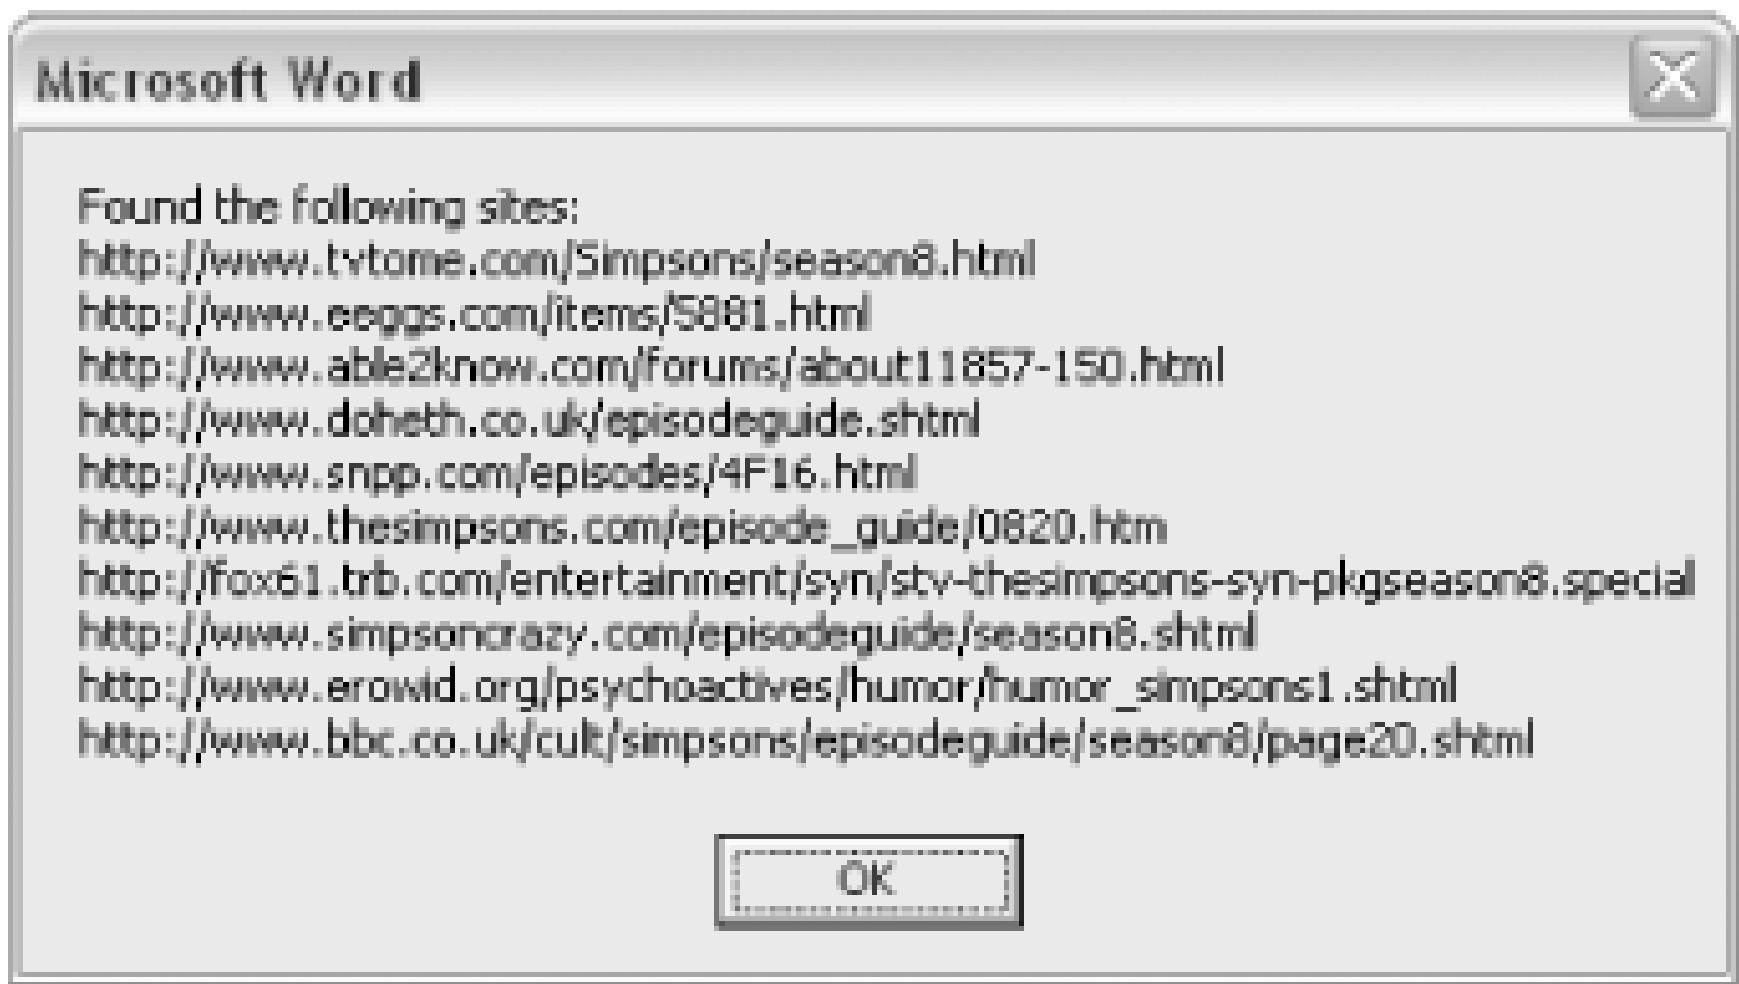 Microsoft Word
Found the following sites:
http://www.tvtome.com/Simpsons/season8.html
http://www.eeggs.com/items/5881.html
http://www.able2know.com/forums/about11857-150.html
http://www.doheth.co.uk/episodeguide.shtml
http://www.snpp.com/episodes/4F16.html
http://www.thesimpsons.com/episode_guide/0820.htm
http://fox61.trb.com/entertainment/syn/stv-thesimpsons-syn-pkgseason8.special
http://www.simpsoncrazy.com/episodeguide/season8.shtml
http://www.erowid.org/psychoactives/humor/humor_simpsons1.shtml
http://www.bbc.co.uk/cult/simpsons/episodeguide/season8/page20.shtml
OK